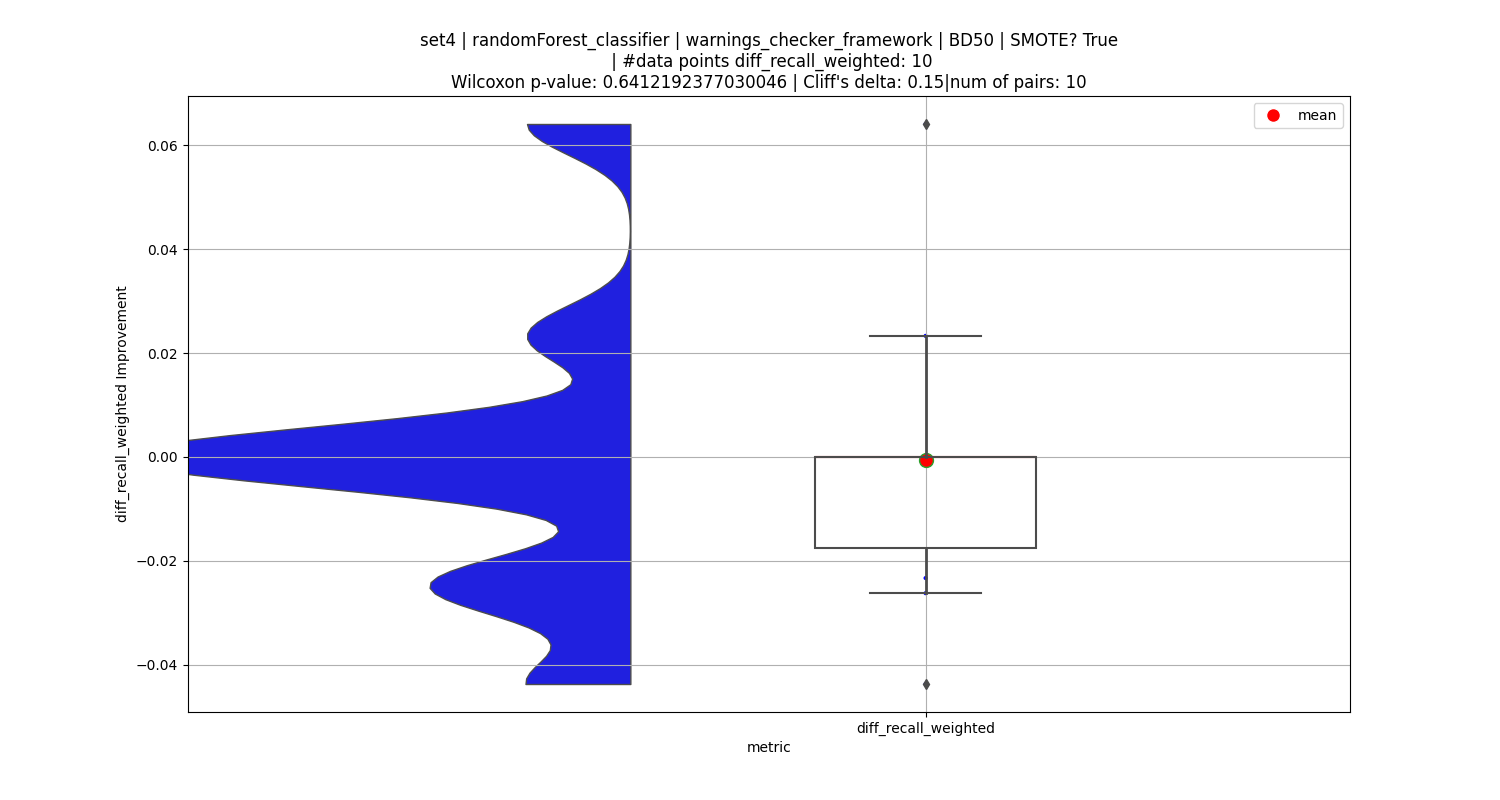 set4 | randomForest_classifier | warnings_checker_framework | BD50 | SMOTE? True
| #data points diff_recall_weighted: 10
Wilcoxon p-value: 0.6412192377030046 | Cliff's delta: 0.15|num of pairs: 10
mean
0.06
0.04
0.02
0.00
−0.02
−0.04
diff_recall_weighted Improvement
diff_recall_weighted
metric